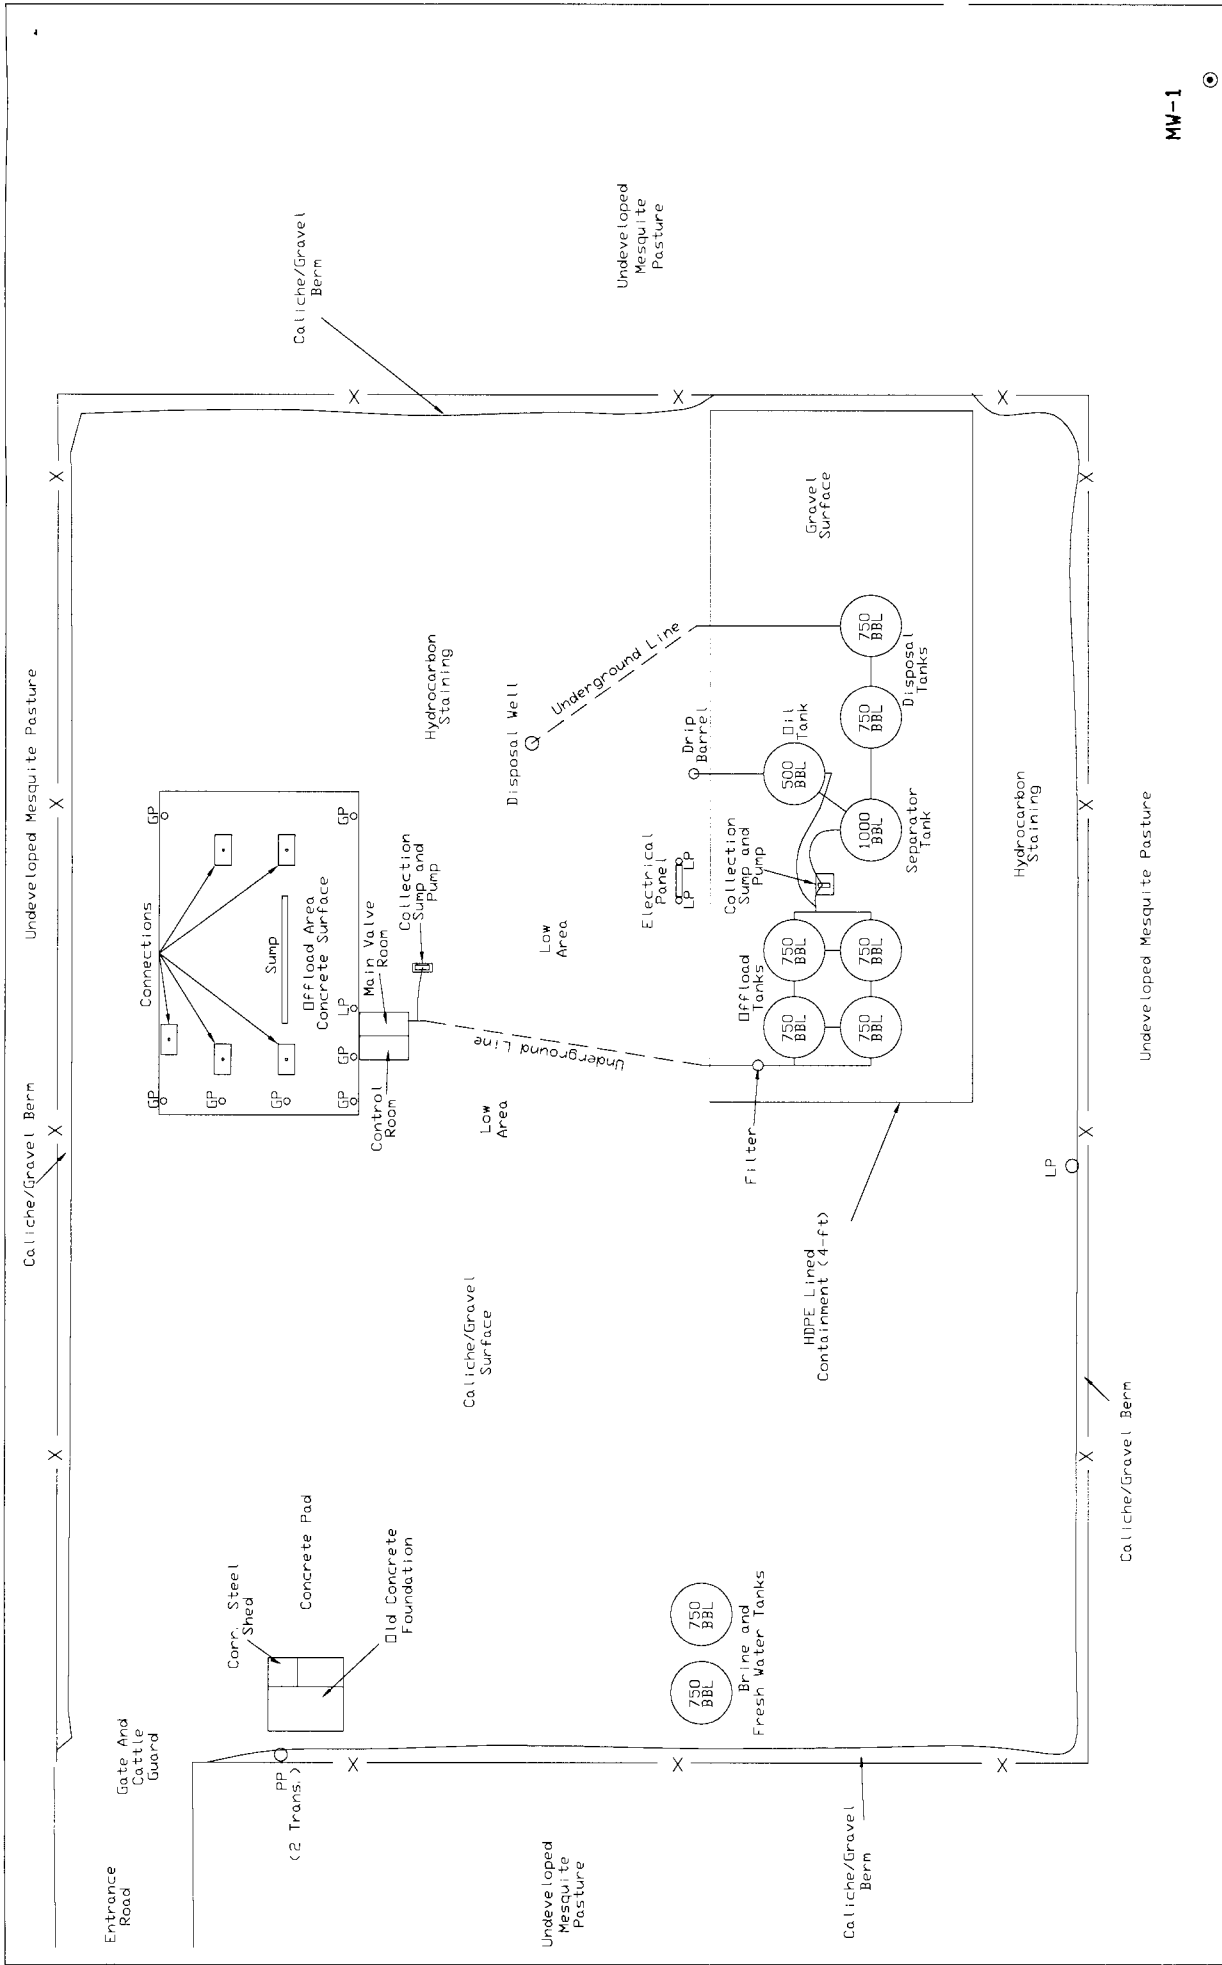 Entrance
Road
Gate And
Cattle
Guard
Caliche/Gravel Berm
Undeveloped Mesquite Pasture
PP
(2 Trans.)
Corr. Steel
Shed
Concrete Pad
Old Concrete
Foundation
GP
GP
GP
GP
GP
LP
GP
GP
Connections
Sump
Offload Area
Concrete Surface
Control
Room
Main Valve
Room
Collection
Sump and
Pump
Caliche/Gravel
Berm
Undeveloped
Mesquite
Pasture
Hydrocarbon
Staining
Disposal Well
Underground Line
Low
Area
Low
Area
Underground Line
Caliche/Gravel
Surface
Undeveloped
Mesquite
Pasture
750
BBL
750
BBL
Brine and
Fresh Water Tanks
Electrical
Panel
LP
LP
Drip
Barrel
Filter
Offload
Tanks
750
BBL
750
BBL
750
BBL
750
BBL
Collection
Sump and
Pump
500
BBL
Oil
Tank
1000
BBL
Separator
Tank
750
BBL
750
BBL
Disposal
Tanks
Gravel
Surface
HDPE Lined
Containment (4-ft)
Caliche/Gravel
Berm
LP
Hydrocarbon
Staining
Caliche/Gravel Berm
Undeveloped Mesquite Pasture
MW-1
X
X
X
X
X
X
X
X
X
X
X
X
X
X